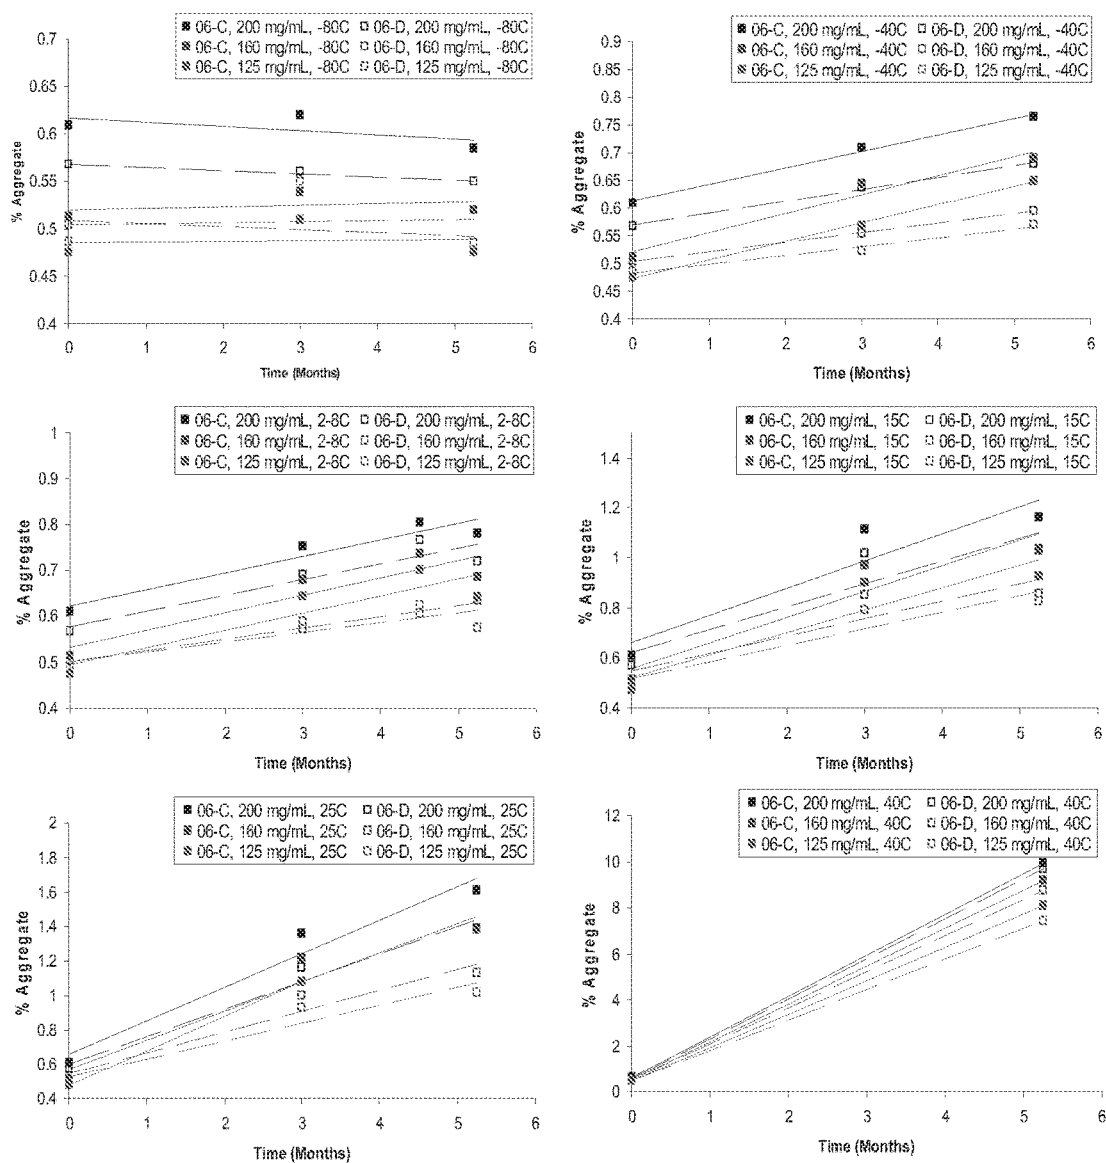 06-C, 200 mg/mL, -80C 06-D, 200 mg/mL, -80C
06-C, 160 mg/mL, -80C 06-D, 160 mg/mL, -80C
06-C, 125 mg/mL, -80C 06-D, 125 mg/mL, -80C
0.7
0.65
0.6
0.55
0.5
0.45
0.4
% Aggregate
0 1 2 3 4 5 6
Time (Months)
06-C, 200 mg/mL, -40C 06-D, 200 mg/mL, -40C
06-C, 160 mg/mL, -40C 06-D, 160 mg/mL, -40C
06-C, 125 mg/mL, -40C 06-D, 125 mg/mL, -40C
0.9
0.85
0.8
0.75
0.7
0.65
0.6
0.55
0.5
0.45
0.4
% Aggregate
0 1 2 3 4 5 6
Time (Months)
06-C, 200 mg/mL, 2-8C 06-D, 200 mg/mL, 2-8C
06-C, 160 mg/mL, 2-8C 06-D, 160 mg/mL, 2-8C
06-C, 125 mg/mL, 2-8C 06-D, 125 mg/mL, 2-8C
1
0.9
0.8
0.7
0.6
0.5
0.4
% Aggregate
0 1 2 3 4 5 6
Time (Months)
06-C, 200 mg/mL, 15C 06-D, 200 mg/mL, 15C
06-C, 160 mg/mL, 15C 06-D, 160 mg/mL, 15C
06-C, 125 mg/mL, 15C 06-D, 125 mg/mL, 15C
1.4
1.2
1
0.8
0.6
0.4
% Aggregate
0 1 2 3 4 5 6
Time (Months)
06-C, 200 mg/mL, 25C 06-D, 200 mg/mL, 25C
06-C, 160 mg/mL, 25C 06-D, 160 mg/mL, 25C
06-C, 125 mg/mL, 25C 06-D, 125 mg/mL, 25C
2
1.8
1.6
1.4
1.2
1
0.8
0.6
0.4
% Aggregate
0 1 2 3 4 5 6
Time (Months)
06-C, 200 mg/mL, 40C 06-D, 200 mg/mL, 40C
06-C, 160 mg/mL, 40C 06-D, 160 mg/mL, 40C
06-C, 125 mg/mL, 40C 06-D, 125 mg/mL, 40C
12
10
8
6
4
2
0
% Aggregate
0 1 2 3 4 5 6
Time (Months)